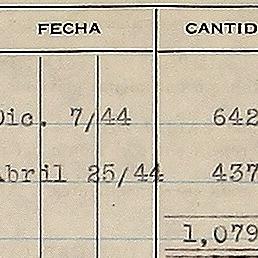 FECHA CANTID
Dic. 7/44 642
Abril 25/44 437
1,079